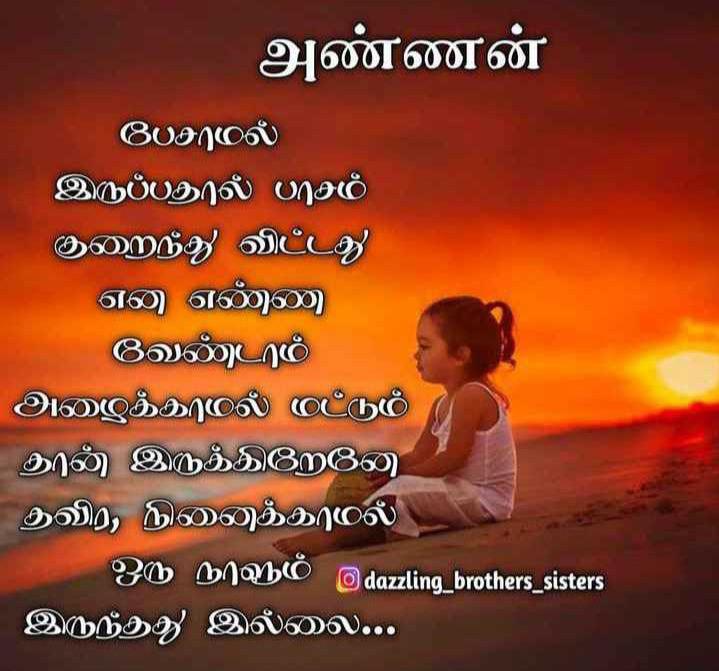 அண்ணன்
பேசாமல்
இருப்பதால் பாசம்
குறைந்து விட்டது
என எண்ண
வேண்டாம்
அழைக்காமல் மட்டும்
தான் இருக்கிறேனே
தவிர, நினைக்காமல்
ஒரு நாளும்
dazzling_brothers_sisters
இருந்தது இல்லை...